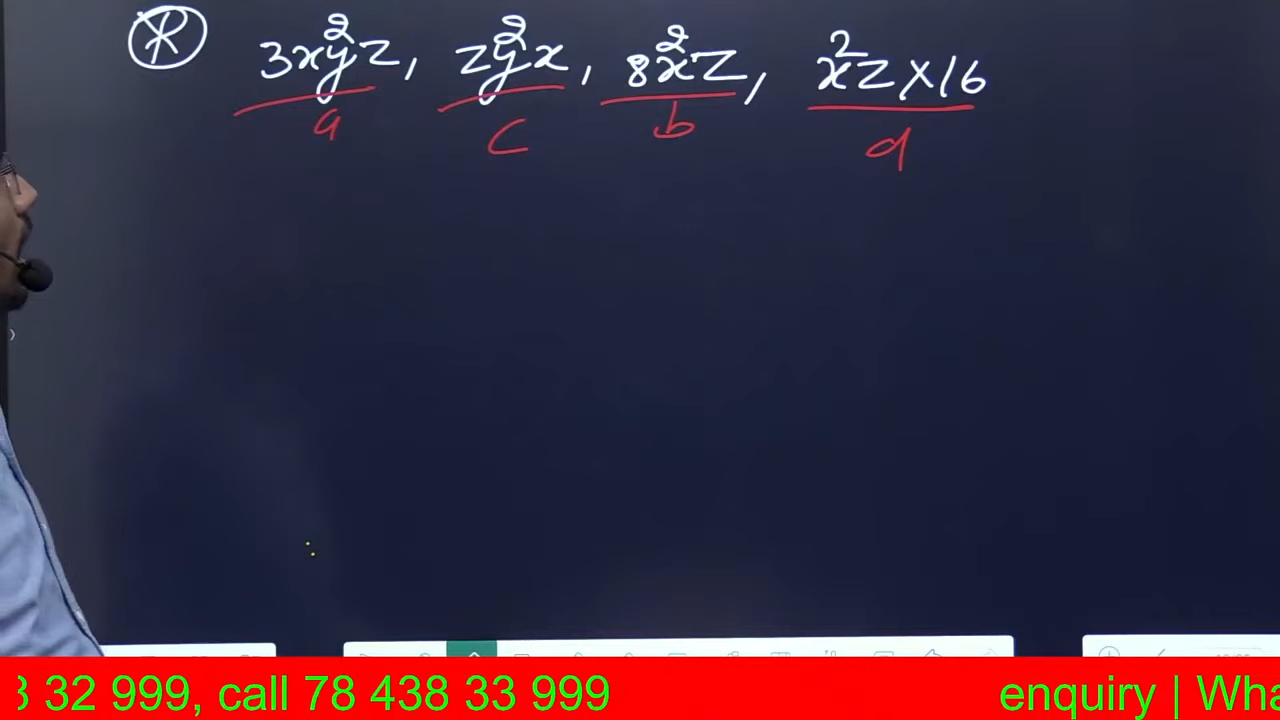 3xy²z, zy²x, 8x²z, x²z×16
a c b d
3 32 999, call 78 438 33 999 enquiry | Wha